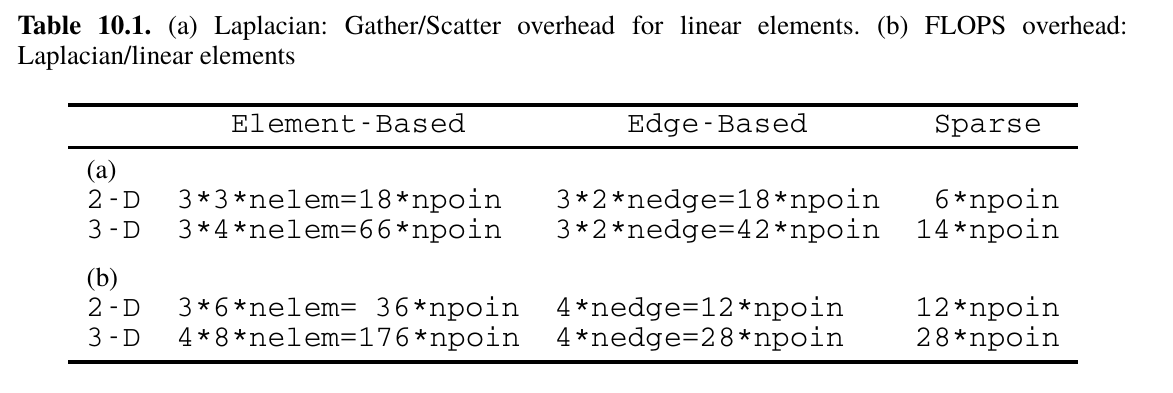 Table 10.1. (a) Laplacian: Gather/Scatter overhead for linear elements. (b) FLOPS overhead:
Laplacian/linear elements
Element-Based Edge-Based Sparse
(a)
2-D 3*3*nelem=18*npoin 3*2*nedge=18*npoin 6*npoin
3-D 3*4*nelem=66*npoin 3*2*nedge=42*npoin 14*npoin
(b)
2-D 3*6*nelem= 36*npoin 4*nedge=12*npoin 12*npoin
3-D 4*8*nelem=176*npoin 4*nedge=28*npoin 28*npoin